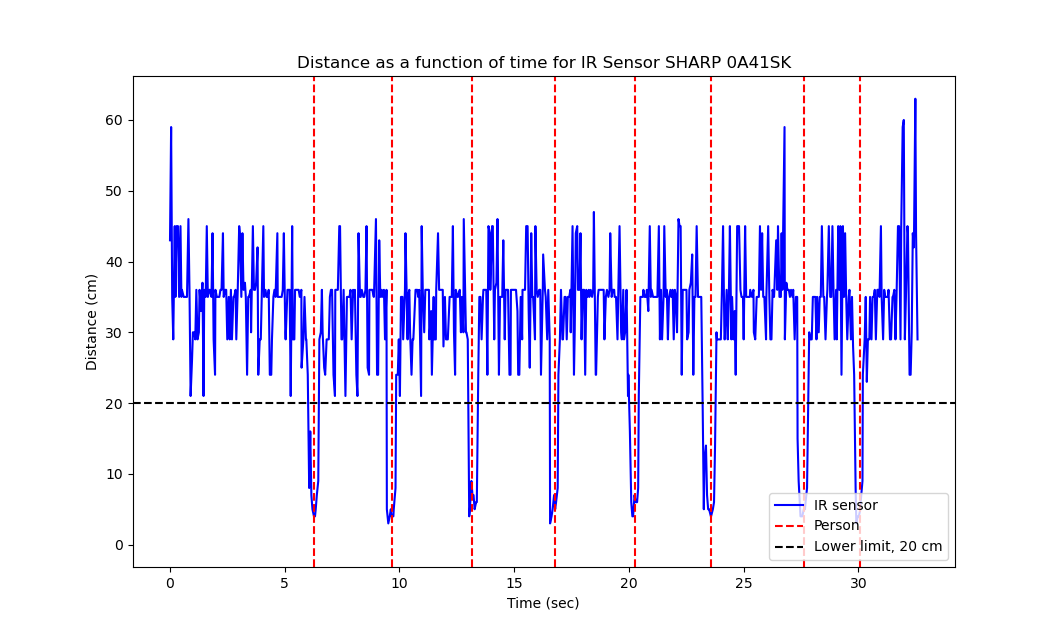 Distance as a function of time for IR Sensor SHARP 0A41SK
Distance (cm)
60
50
40
30
20
10
0
0 5 10 15 20 25 30
Time (sec)
IR sensor
Person
Lower limit, 20 cm